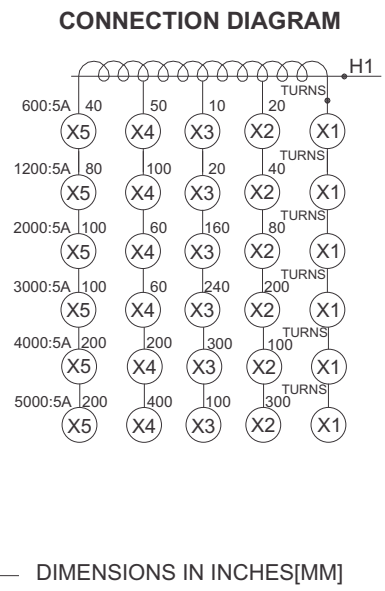 CONNECTION DIAGRAM
H1
TURNS
600:5A 40 50 10 20
X5 X4 X3 X2 X1
TURNS
1200:5A 80 100 20 40
X5 X4 X3 X2 X1
TURNS
2000:5A 100 60 160 80
X5 X4 X3 X2 X1
TURNS
3000:5A 100 60 240 200
X5 X4 X3 X2 X1
TURNS
4000:5A 200 200 300 100
X5 X4 X3 X2 X1
TURNS
5000:5A 200 400 100 300
X5 X4 X3 X2 X1
DIMENSIONS IN INCHES[MM]